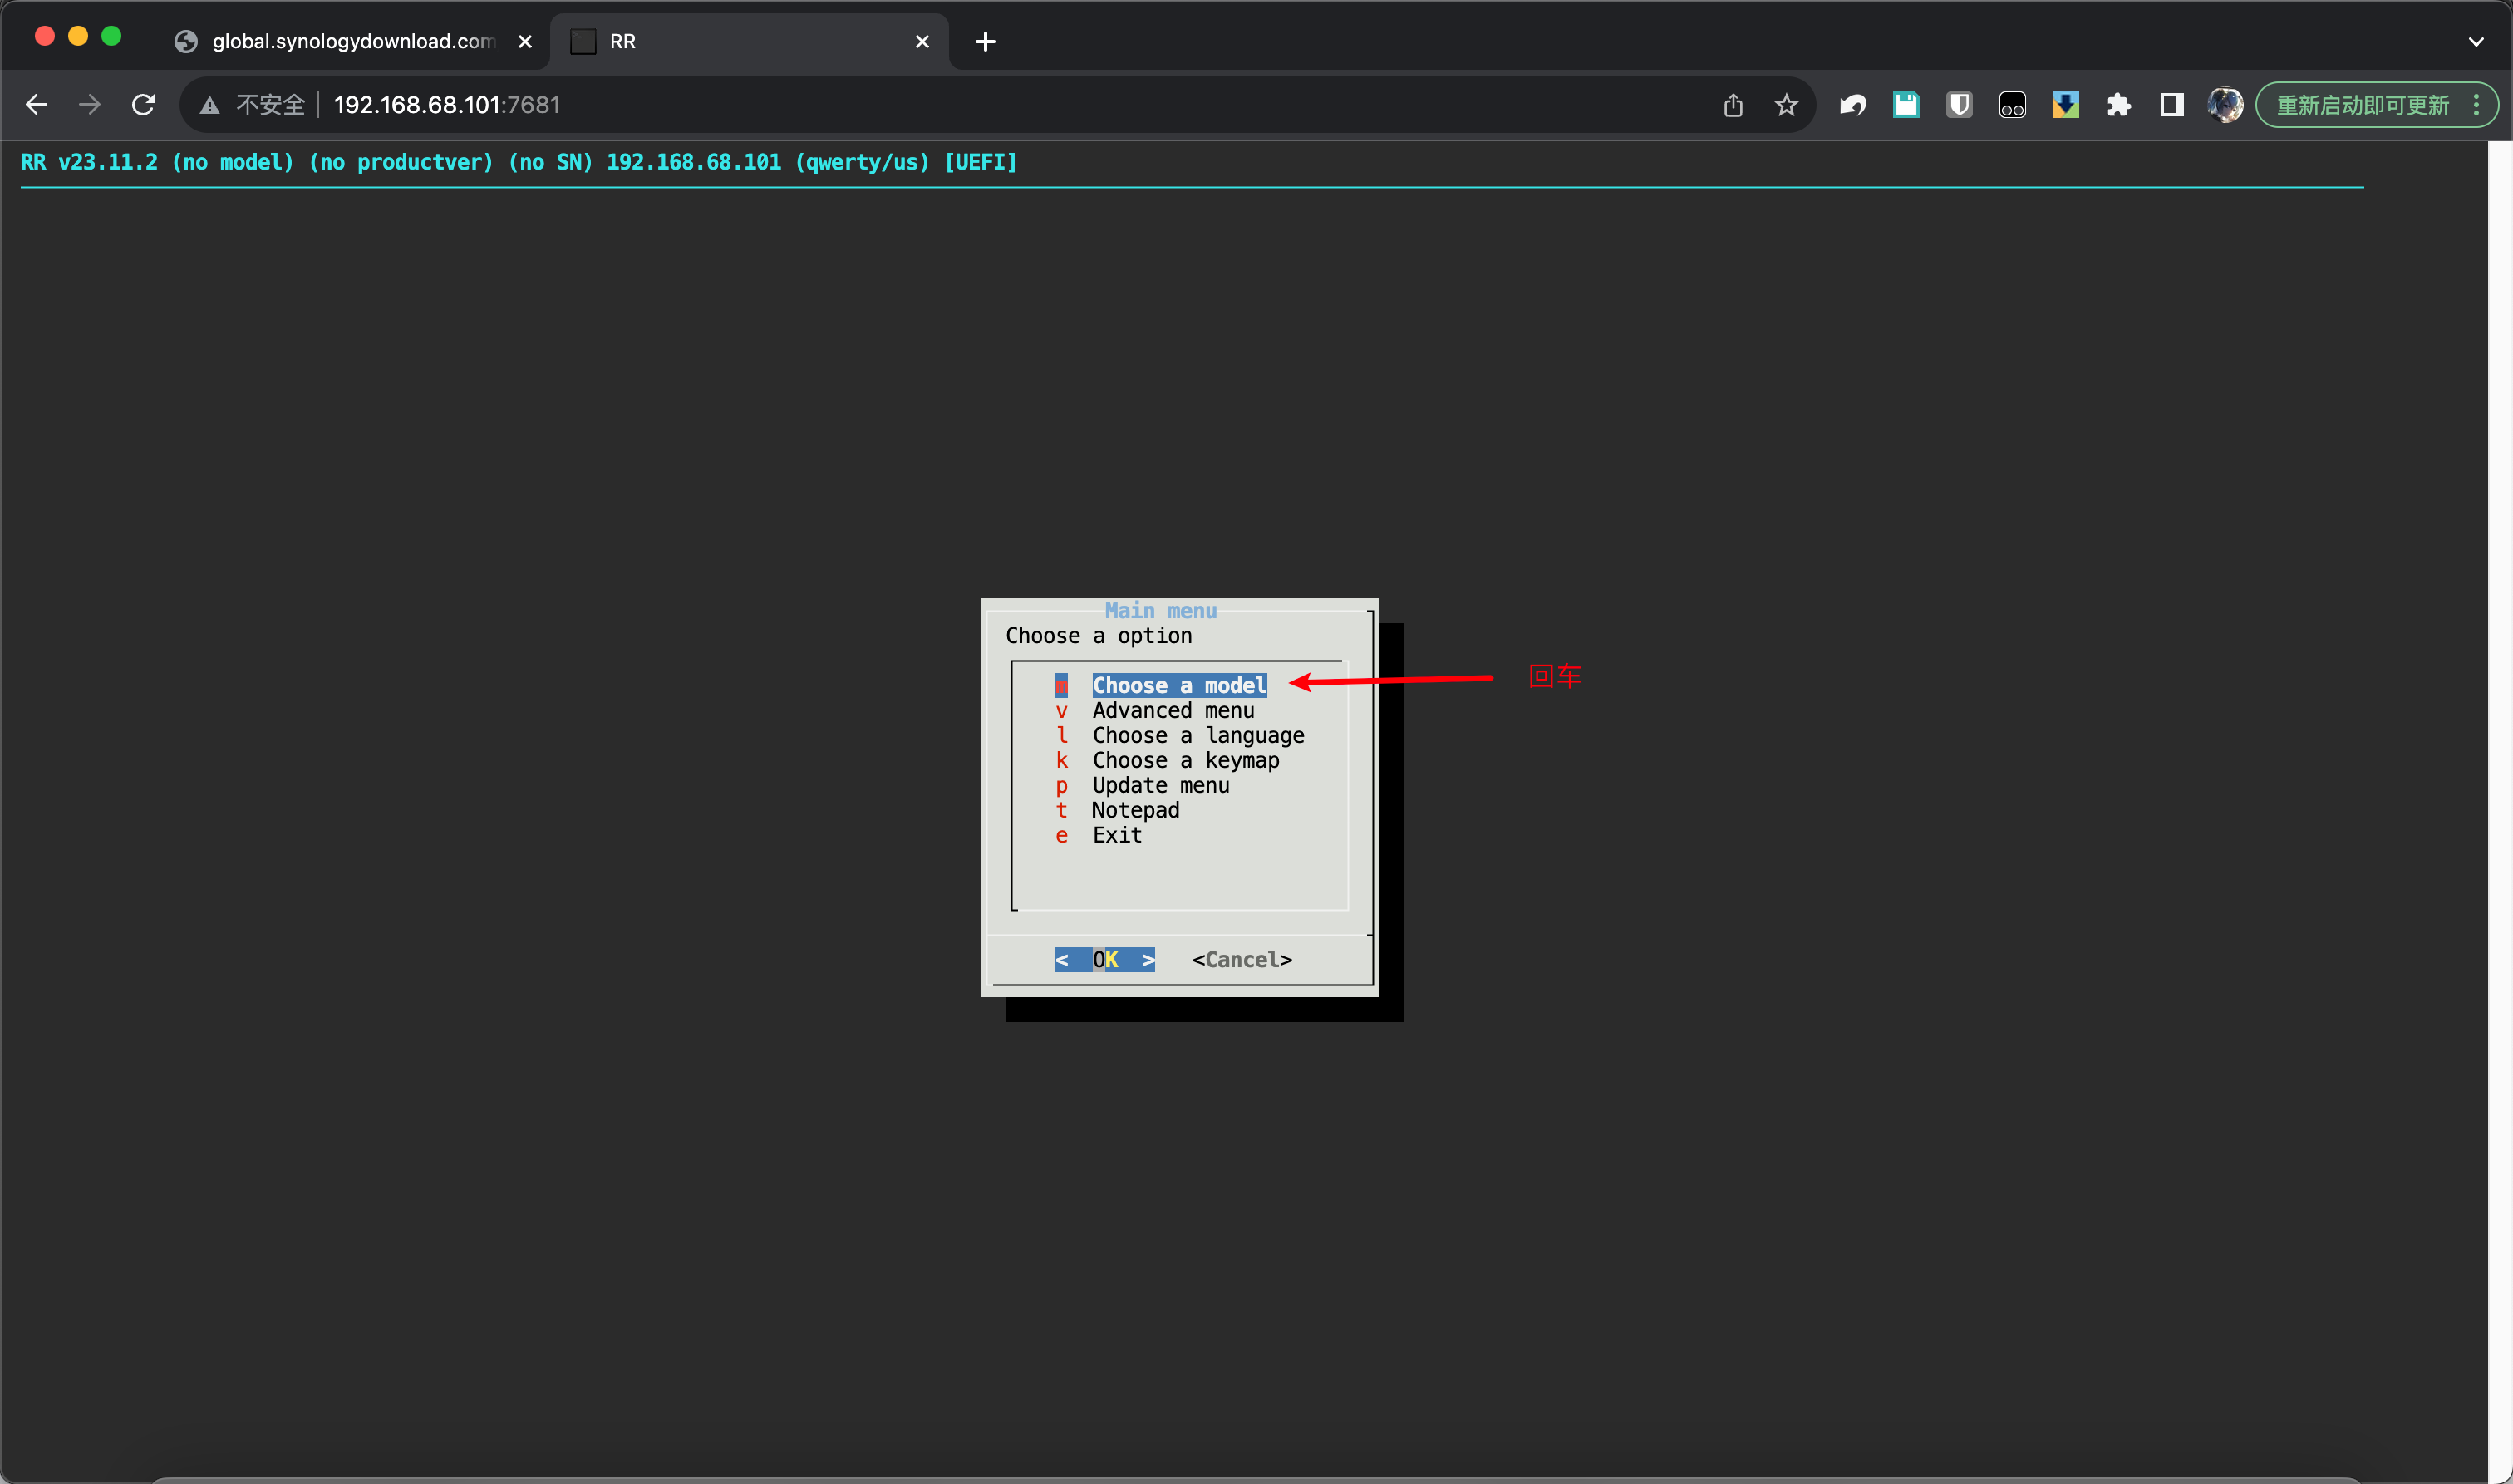 global.synologydownload.com
RR
不安全
192.168.68.101:7681
重新启动即可更新
RR v23.11.2 (no model) (no productver) (no SN) 192.168.68.101 (qwerty/us) [UEFI]
Main menu
Choose a option
m Choose a model
回车
v Advanced menu
l Choose a language
k Choose a keymap
p Update menu
t Notepad
e Exit
< OK > <Cancel>